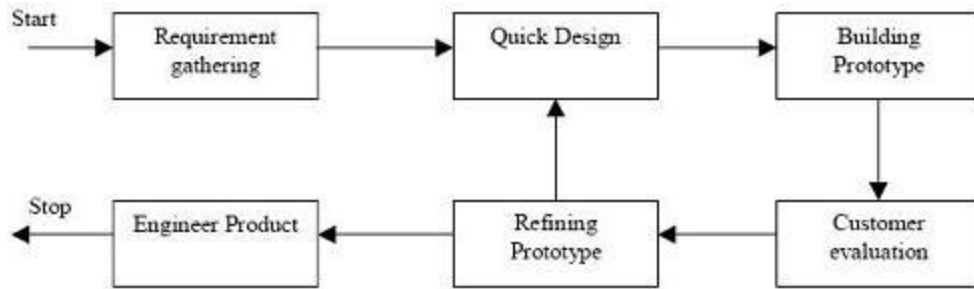 Start
Requirement
gathering
Quick Design
Building
Prototype
Stop
Engineer Product
Refining
Prototype
Customer
evaluation